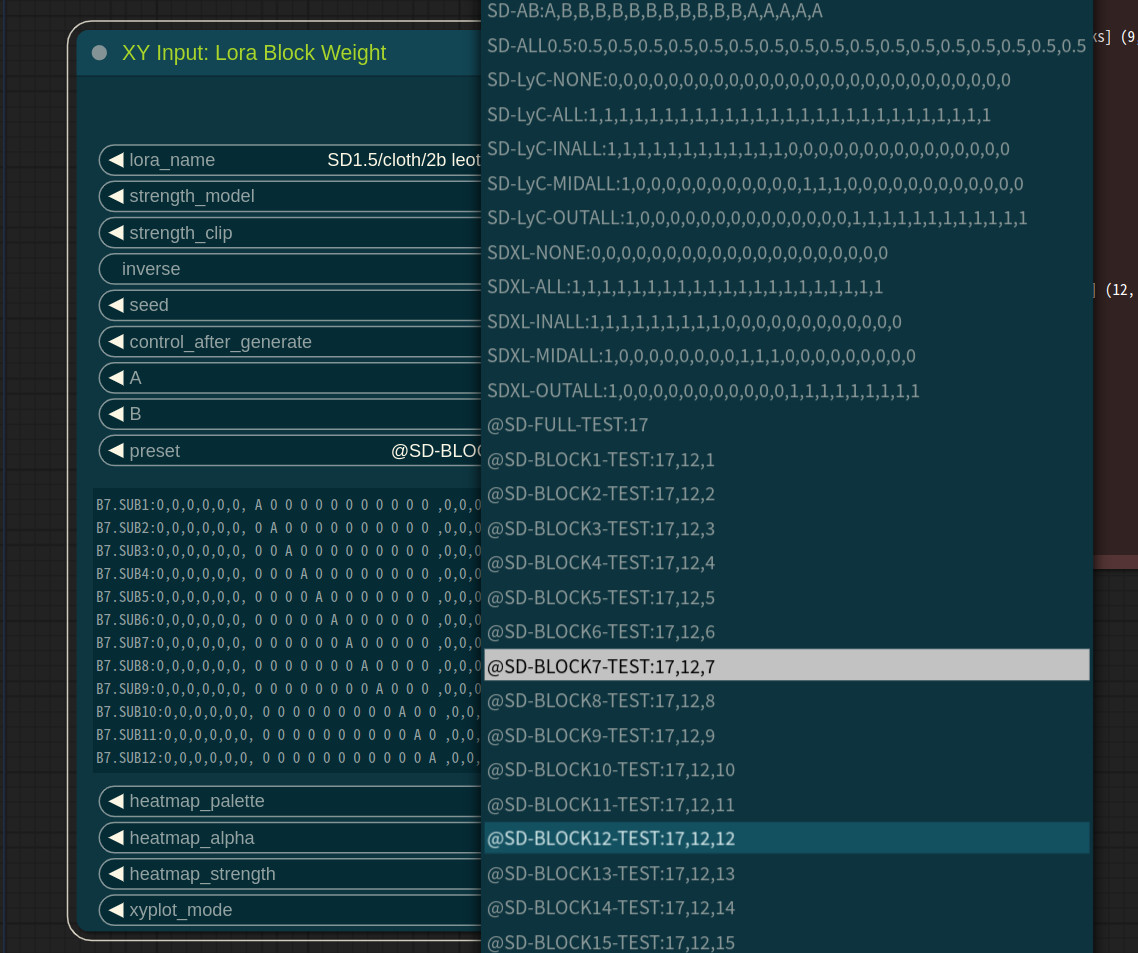 XY Input: Lora Block Weight
lora_name SD1.5/cloth/2b leot
strength_model
strength_clip
inverse
seed
control_after_generate
A
B
preset @SD-BLOC
B7.SUB1:0,0,0,0,0,0, A 0 0 0 0 0 0 0 0 0 0 0 ,0,0,0
B7.SUB2:0,0,0,0,0,0, 0 A 0 0 0 0 0 0 0 0 0 0 ,0,0,0
B7.SUB3:0,0,0,0,0,0, 0 0 A 0 0 0 0 0 0 0 0 0 ,0,0,0
B7.SUB4:0,0,0,0,0,0, 0 0 0 A 0 0 0 0 0 0 0 0 ,0,0,0
B7.SUB5:0,0,0,0,0,0, 0 0 0 0 A 0 0 0 0 0 0 0 ,0,0,0
B7.SUB6:0,0,0,0,0,0, 0 0 0 0 0 A 0 0 0 0 0 0 ,0,0,0
B7.SUB7:0,0,0,0,0,0, 0 0 0 0 0 0 A 0 0 0 0 0 ,0,0,0
B7.SUB8:0,0,0,0,0,0, 0 0 0 0 0 0 0 A 0 0 0 0 ,0,0,0
B7.SUB9:0,0,0,0,0,0, 0 0 0 0 0 0 0 0 A 0 0 0 ,0,0,0
B7.SUB10:0,0,0,0,0,0, 0 0 0 0 0 0 0 0 0 A 0 0 ,0,0,
B7.SUB11:0,0,0,0,0,0, 0 0 0 0 0 0 0 0 0 0 A 0 ,0,0,
B7.SUB12:0,0,0,0,0,0, 0 0 0 0 0 0 0 0 0 0 0 A ,0,0,
heatmap_palette
heatmap_alpha
heatmap_strength
xyplot_mode
SD-AB:A,B,B,B,B,B,B,B,B,B,B,B,A,A,A,A,A
SD-ALL0.5:0.5,0.5,0.5,0.5,0.5,0.5,0.5,0.5,0.5,0.5,0.5,0.5,0.5,0.5,0.5,0.5,0.5
SD-LyC-NONE:0,0,0,0,0,0,0,0,0,0,0,0,0,0,0,0,0,0,0,0,0,0,0,0,0,0,0
SD-LyC-ALL:1,1,1,1,1,1,1,1,1,1,1,1,1,1,1,1,1,1,1,1,1,1,1,1,1,1,1
SD-LyC-INALL:1,1,1,1,1,1,1,1,1,1,1,1,0,0,0,0,0,0,0,0,0,0,0,0,0,0,0
SD-LyC-MIDALL:1,0,0,0,0,0,0,0,0,0,0,0,1,1,1,0,0,0,0,0,0,0,0,0,0,0,0
SD-LyC-OUTALL:1,0,0,0,0,0,0,0,0,0,0,0,0,0,0,1,1,1,1,1,1,1,1,1,1,1,1
SDXL-NONE:0,0,0,0,0,0,0,0,0,0,0,0,0,0,0,0,0,0,0,0
SDXL-ALL:1,1,1,1,1,1,1,1,1,1,1,1,1,1,1,1,1,1,1,1,1
SDXL-INALL:1,1,1,1,1,1,1,1,1,0,0,0,0,0,0,0,0,0,0,0,0
SDXL-MIDALL:1,0,0,0,0,0,0,0,0,1,1,1,0,0,0,0,0,0,0,0,0
SDXL-OUTALL:1,0,0,0,0,0,0,0,0,0,0,0,1,1,1,1,1,1,1,1,1
@SD-FULL-TEST:17
@SD-BLOCK1-TEST:17,12,1
@SD-BLOCK2-TEST:17,12,2
@SD-BLOCK3-TEST:17,12,3
@SD-BLOCK4-TEST:17,12,4
@SD-BLOCK5-TEST:17,12,5
@SD-BLOCK6-TEST:17,12,6
@SD-BLOCK7-TEST:17,12,7
@SD-BLOCK8-TEST:17,12,8
@SD-BLOCK9-TEST:17,12,9
@SD-BLOCK10-TEST:17,12,10
@SD-BLOCK11-TEST:17,12,11
@SD-BLOCK12-TEST:17,12,12
@SD-BLOCK13-TEST:17,12,13
@SD-BLOCK14-TEST:17,12,14
@SD-BLOCK15-TEST:17,12,15
ks] (9
] (12,